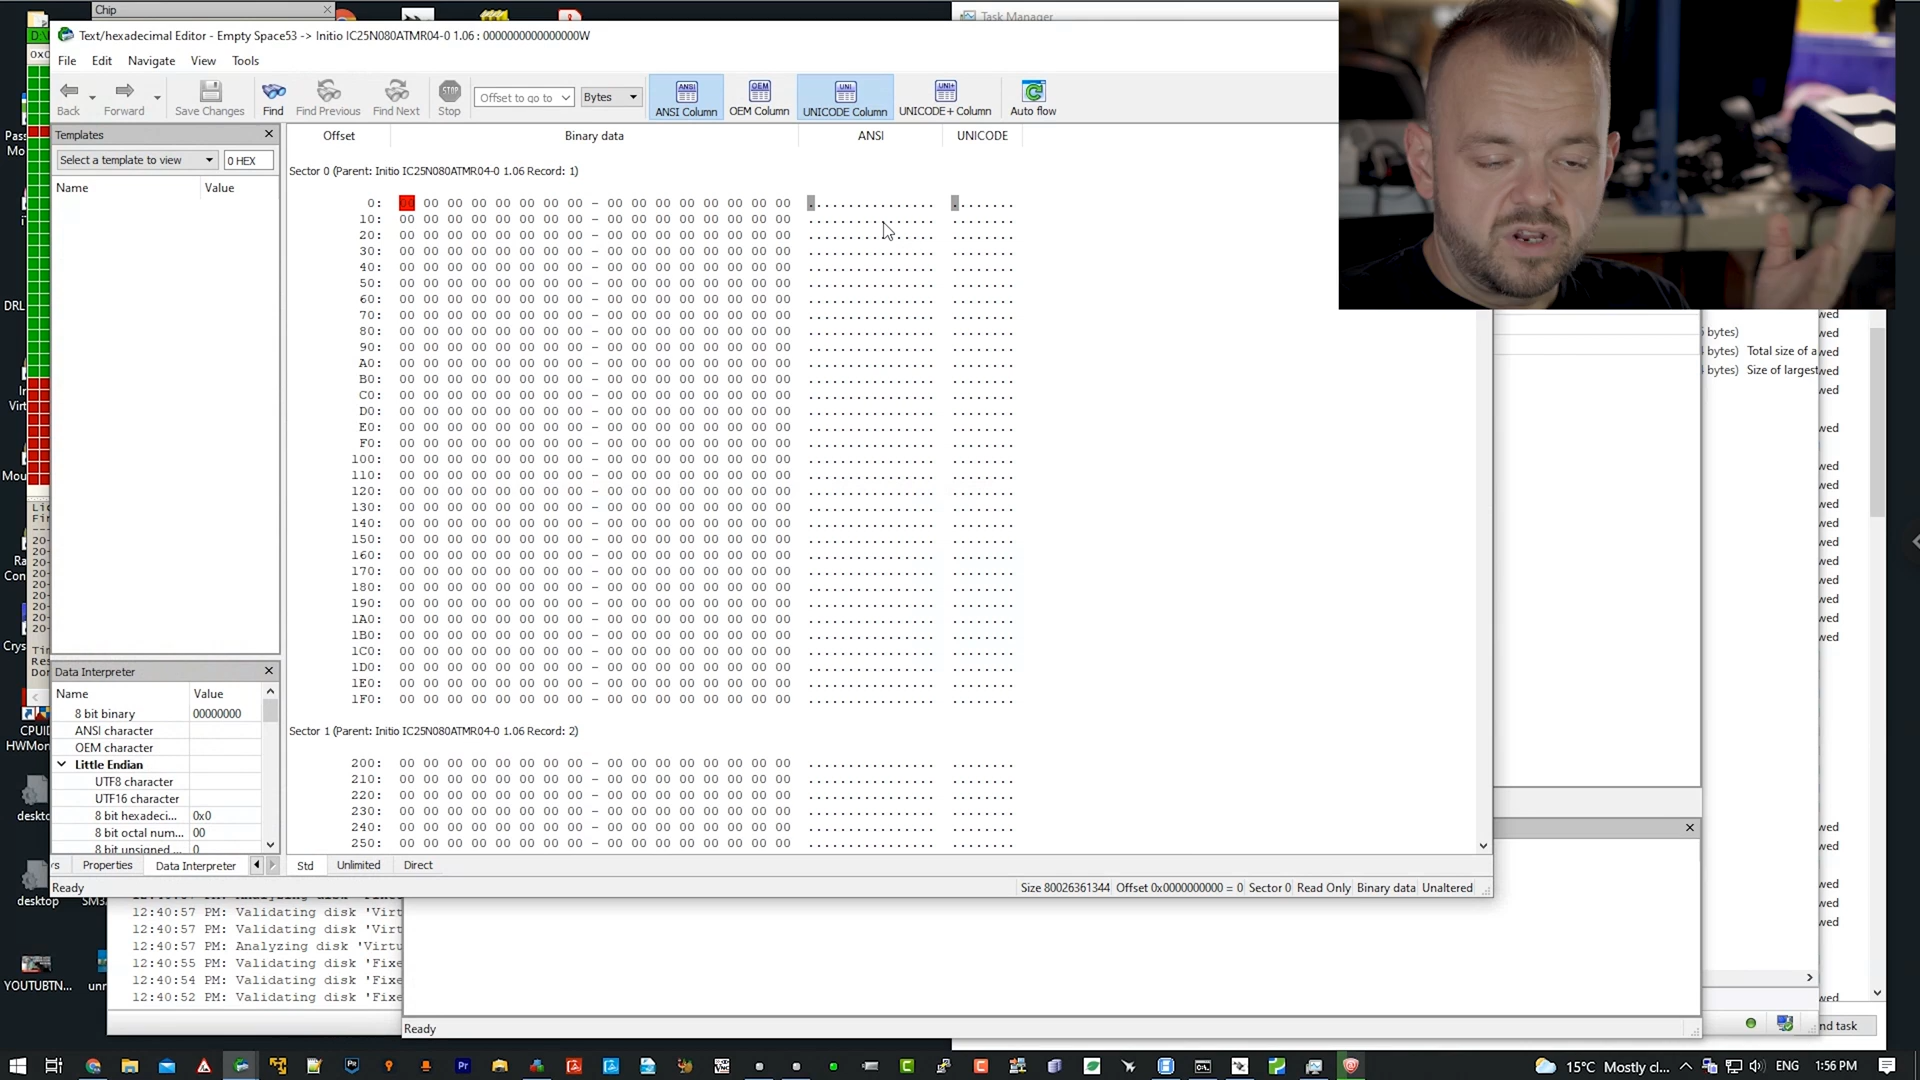 Chip
Task Manager
Text/hexadecimal Editor - Empty Space53 -> Initio IC25N080ATMR04-0 1.06 : 0000000000000000W
File Edit Navigate View Tools
Back Forward Save Changes Find Find Previous Find Next Stop Offset to go to Bytes ANSI Column OEM Column UNICODE Column UNICODE+ Column Auto flow
Templates
Select a template to view 0 HEX
Name Value
Offset Binary data ANSI UNICODE
Sector 0 (Parent: Initio IC25N080ATMR04-0 1.06 Record: 1)
0: 00 00 00 00 00 00 00 00 - 00 00 00 00 00 00 00 00 ................ ........
10: 00 00 00 00 00 00 00 00 - 00 00 00 00 00 00 00 00 ................ ........
20: 00 00 00 00 00 00 00 00 - 00 00 00 00 00 00 00 00 ................ ........
30: 00 00 00 00 00 00 00 00 - 00 00 00 00 00 00 00 00 ................ ........
40: 00 00 00 00 00 00 00 00 - 00 00 00 00 00 00 00 00 ................ ........
50: 00 00 00 00 00 00 00 00 - 00 00 00 00 00 00 00 00 ................ ........
60: 00 00 00 00 00 00 00 00 - 00 00 00 00 00 00 00 00 ................ ........
70: 00 00 00 00 00 00 00 00 - 00 00 00 00 00 00 00 00 ................ ........
80: 00 00 00 00 00 00 00 00 - 00 00 00 00 00 00 00 00 ................ ........
90: 00 00 00 00 00 00 00 00 - 00 00 00 00 00 00 00 00 ................ ........
A0: 00 00 00 00 00 00 00 00 - 00 00 00 00 00 00 00 00 ................ ........
B0: 00 00 00 00 00 00 00 00 - 00 00 00 00 00 00 00 00 ................ ........
C0: 00 00 00 00 00 00 00 00 - 00 00 00 00 00 00 00 00 ................ ........
D0: 00 00 00 00 00 00 00 00 - 00 00 00 00 00 00 00 00 ................ ........
E0: 00 00 00 00 00 00 00 00 - 00 00 00 00 00 00 00 00 ................ ........
F0: 00 00 00 00 00 00 00 00 - 00 00 00 00 00 00 00 00 ................ ........
100: 00 00 00 00 00 00 00 00 - 00 00 00 00 00 00 00 00 ................ ........
110: 00 00 00 00 00 00 00 00 - 00 00 00 00 00 00 00 00 ................ ........
120: 00 00 00 00 00 00 00 00 - 00 00 00 00 00 00 00 00 ................ ........
130: 00 00 00 00 00 00 00 00 - 00 00 00 00 00 00 00 00 ................ ........
140: 00 00 00 00 00 00 00 00 - 00 00 00 00 00 00 00 00 ................ ........
150: 00 00 00 00 00 00 00 00 - 00 00 00 00 00 00 00 00 ................ ........
160: 00 00 00 00 00 00 00 00 - 00 00 00 00 00 00 00 00 ................ ........
170: 00 00 00 00 00 00 00 00 - 00 00 00 00 00 00 00 00 ................ ........
180: 00 00 00 00 00 00 00 00 - 00 00 00 00 00 00 00 00 ................ ........
190: 00 00 00 00 00 00 00 00 - 00 00 00 00 00 00 00 00 ................ ........
1A0: 00 00 00 00 00 00 00 00 - 00 00 00 00 00 00 00 00 ................ ........
1B0: 00 00 00 00 00 00 00 00 - 00 00 00 00 00 00 00 00 ................ ........
1C0: 00 00 00 00 00 00 00 00 - 00 00 00 00 00 00 00 00 ................ ........
1D0: 00 00 00 00 00 00 00 00 - 00 00 00 00 00 00 00 00 ................ ........
1E0: 00 00 00 00 00 00 00 00 - 00 00 00 00 00 00 00 00 ................ ........
1F0: 00 00 00 00 00 00 00 00 - 00 00 00 00 00 00 00 00 ................ ........
Sector 1 (Parent: Initio IC25N080ATMR04-0 1.06 Record: 2)
200: 00 00 00 00 00 00 00 00 - 00 00 00 00 00 00 00 00 ................ ........
210: 00 00 00 00 00 00 00 00 - 00 00 00 00 00 00 00 00 ................ ........
220: 00 00 00 00 00 00 00 00 - 00 00 00 00 00 00 00 00 ................ ........
230: 00 00 00 00 00 00 00 00 - 00 00 00 00 00 00 00 00 ................ ........
240: 00 00 00 00 00 00 00 00 - 00 00 00 00 00 00 00 00 ................ ........
250: 00 00 00 00 00 00 00 00 - 00 00 00 00 00 00 00 00 ................ ........
Data Interpreter
Name Value
8 bit binary 00000000
ANSI character
OEM character
Little Endian
UTF8 character
UTF16 character
8 bit hexadeci... 0x0
8 bit octal num... 00
8 bit unsigned ... 0
Properties Data Interpreter Std Unlimited Direct
Ready Size 80026361344 Offset 0x0000000000 = 0 Sector 0 Read Only Binary data Unaltered
bytes)
bytes) Total size of a
bytes) Size of largest
12:40:57 PM: Validating disk 'Virt
12:40:57 PM: Validating disk 'Virt
12:40:57 PM: Analyzing disk 'Virtu
12:40:55 PM: Validating disk 'Fixe
12:40:54 PM: Validating disk 'Fixe
12:40:52 PM: Validating disk 'Fixe
Ready
nd task
DRL
CPUID
HWMon
desktop
SM3
YOUTUBTN...
15°C Mostly cl... ENG 1:56 PM